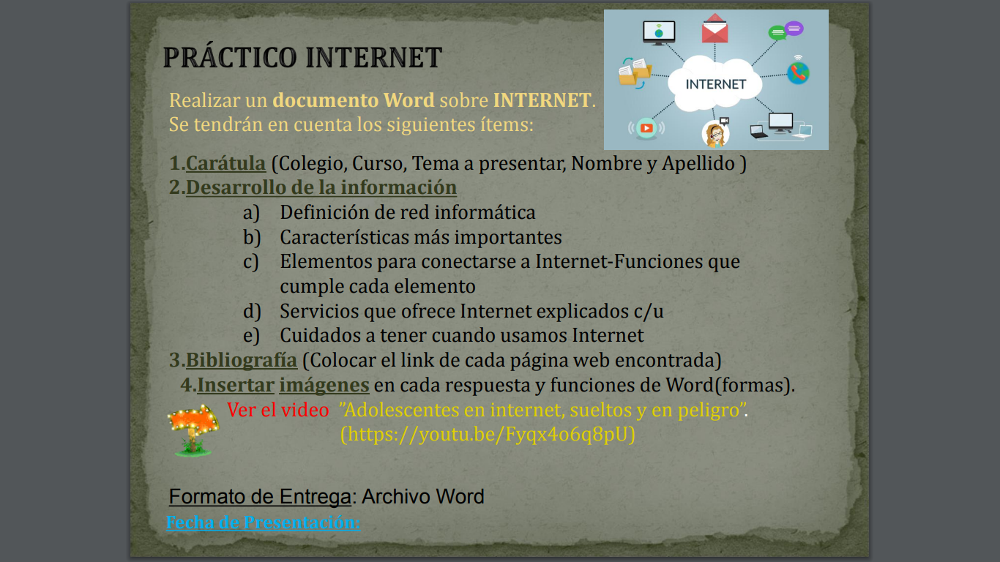 PRÁCTICO INTERNET
INTERNET
Realizar un documento Word sobre INTERNET.
Se tendrán en cuenta los siguientes ítems:
1.Carátula (Colegio, Curso, Tema a presentar, Nombre y Apellido )
2.Desarrollo de la información
a) Definición de red informática
b) Características más importantes
c) Elementos para conectarse a Internet-Funciones que
cumple cada elemento
d) Servicios que ofrece Internet explicados c/u
e) Cuidados a tener cuando usamos Internet
3.Bibliografía (Colocar el link de cada página web encontrada)
4.Insertar imágenes en cada respuesta y funciones de Word(formas).
Ver el video ”Adolescentes en internet, sueltos y en peligro”.
(https://youtu.be/Fyqx4o6q8pU)
Formato de Entrega: Archivo Word
Fecha de Presentación: